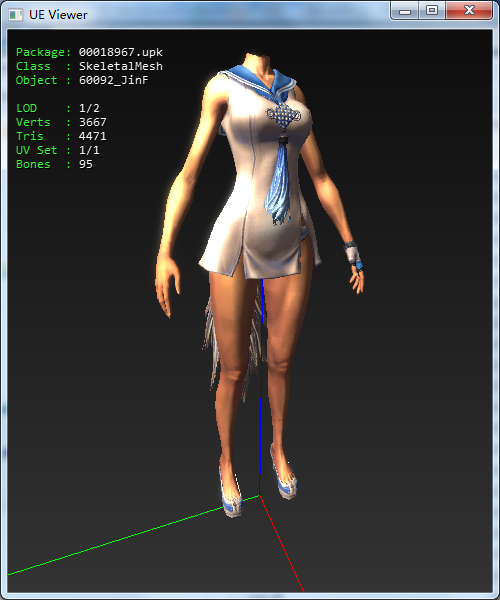 UE Viewer
Package: 00018967.upk
Class  : SkeletalMesh
Object : 60092_JinF
LOD    : 1/2
Verts  : 3667
Tris   : 4471
UV Set : 1/1
Bones  : 95